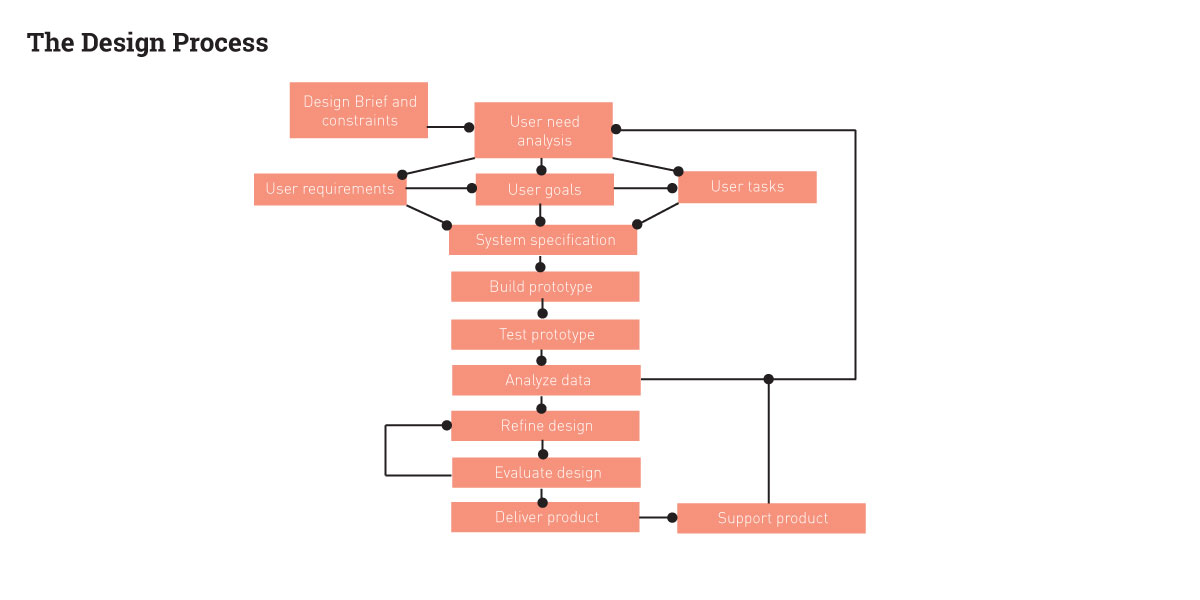 The Design Process
Design Brief and
constraints
User need
analysis
User requirements
User goals
User tasks
System specification
Build prototype
Test prototype
Analyze data
Refine design
Evaluate design
Deliver product
Support product